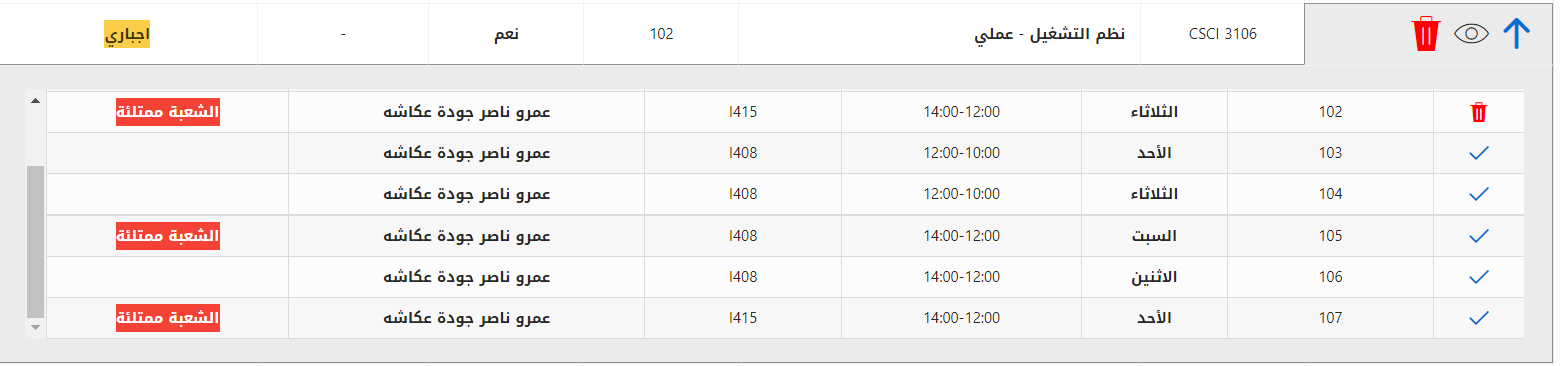 CSCI 3106 نظم التشغيل - عملي 102 نعم - اجباري
102 الثلاثاء 14:00-12:00 I415 عمرو ناصر جودة عكاشه الشعبة ممتلئة
103 الأحد 12:00-10:00 I408 عمرو ناصر جودة عكاشه
104 الثلاثاء 12:00-10:00 I408 عمرو ناصر جودة عكاشه
105 السبت 14:00-12:00 I408 عمرو ناصر جودة عكاشه الشعبة ممتلئة
106 الاثنين 14:00-12:00 I408 عمرو ناصر جودة عكاشه
107 الأحد 14:00-12:00 I415 عمرو ناصر جودة عكاشه الشعبة ممتلئة